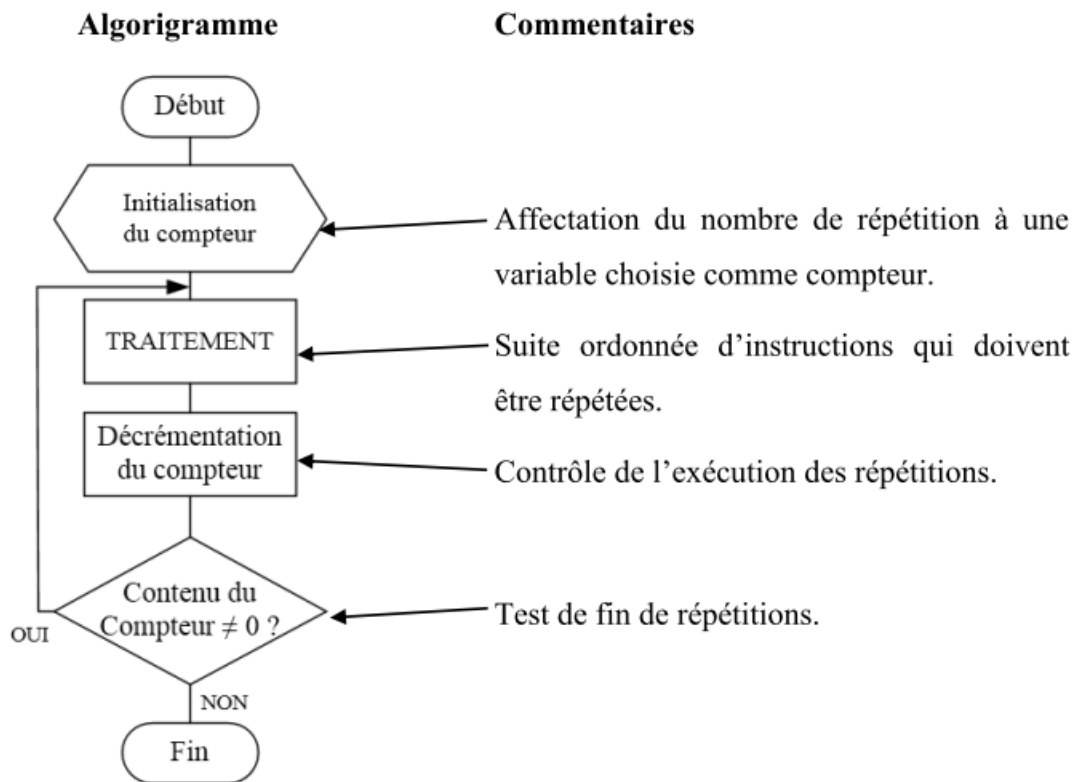 Algorigramme
Commentaires
Début
Initialisation
du compteur
Affectation du nombre de répétition à une
variable choisie comme compteur.
TRAITEMENT
Suite ordonnée d’instructions qui doivent
être répétées.
Décrémentation
du compteur
Contrôle de l’exécution des répétitions.
Contenu du
Compteur ≠ 0 ?
Test de fin de répétitions.
OUI
NON
Fin